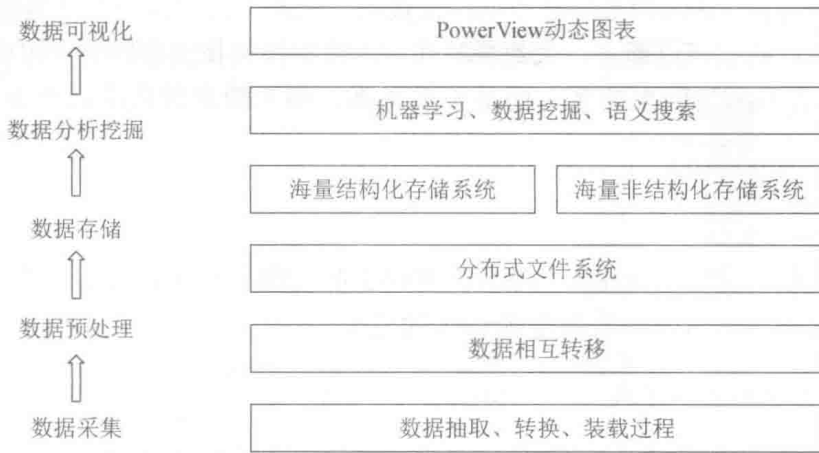 数据可视化
PowerView动态图表
机器学习、数据挖掘、语义搜索
数据分析挖掘
海量结构化存储系统
海量非结构化存储系统
数据存储
分布式文件系统
数据预处理
数据相互转移
数据采集
数据抽取、转换、装载过程